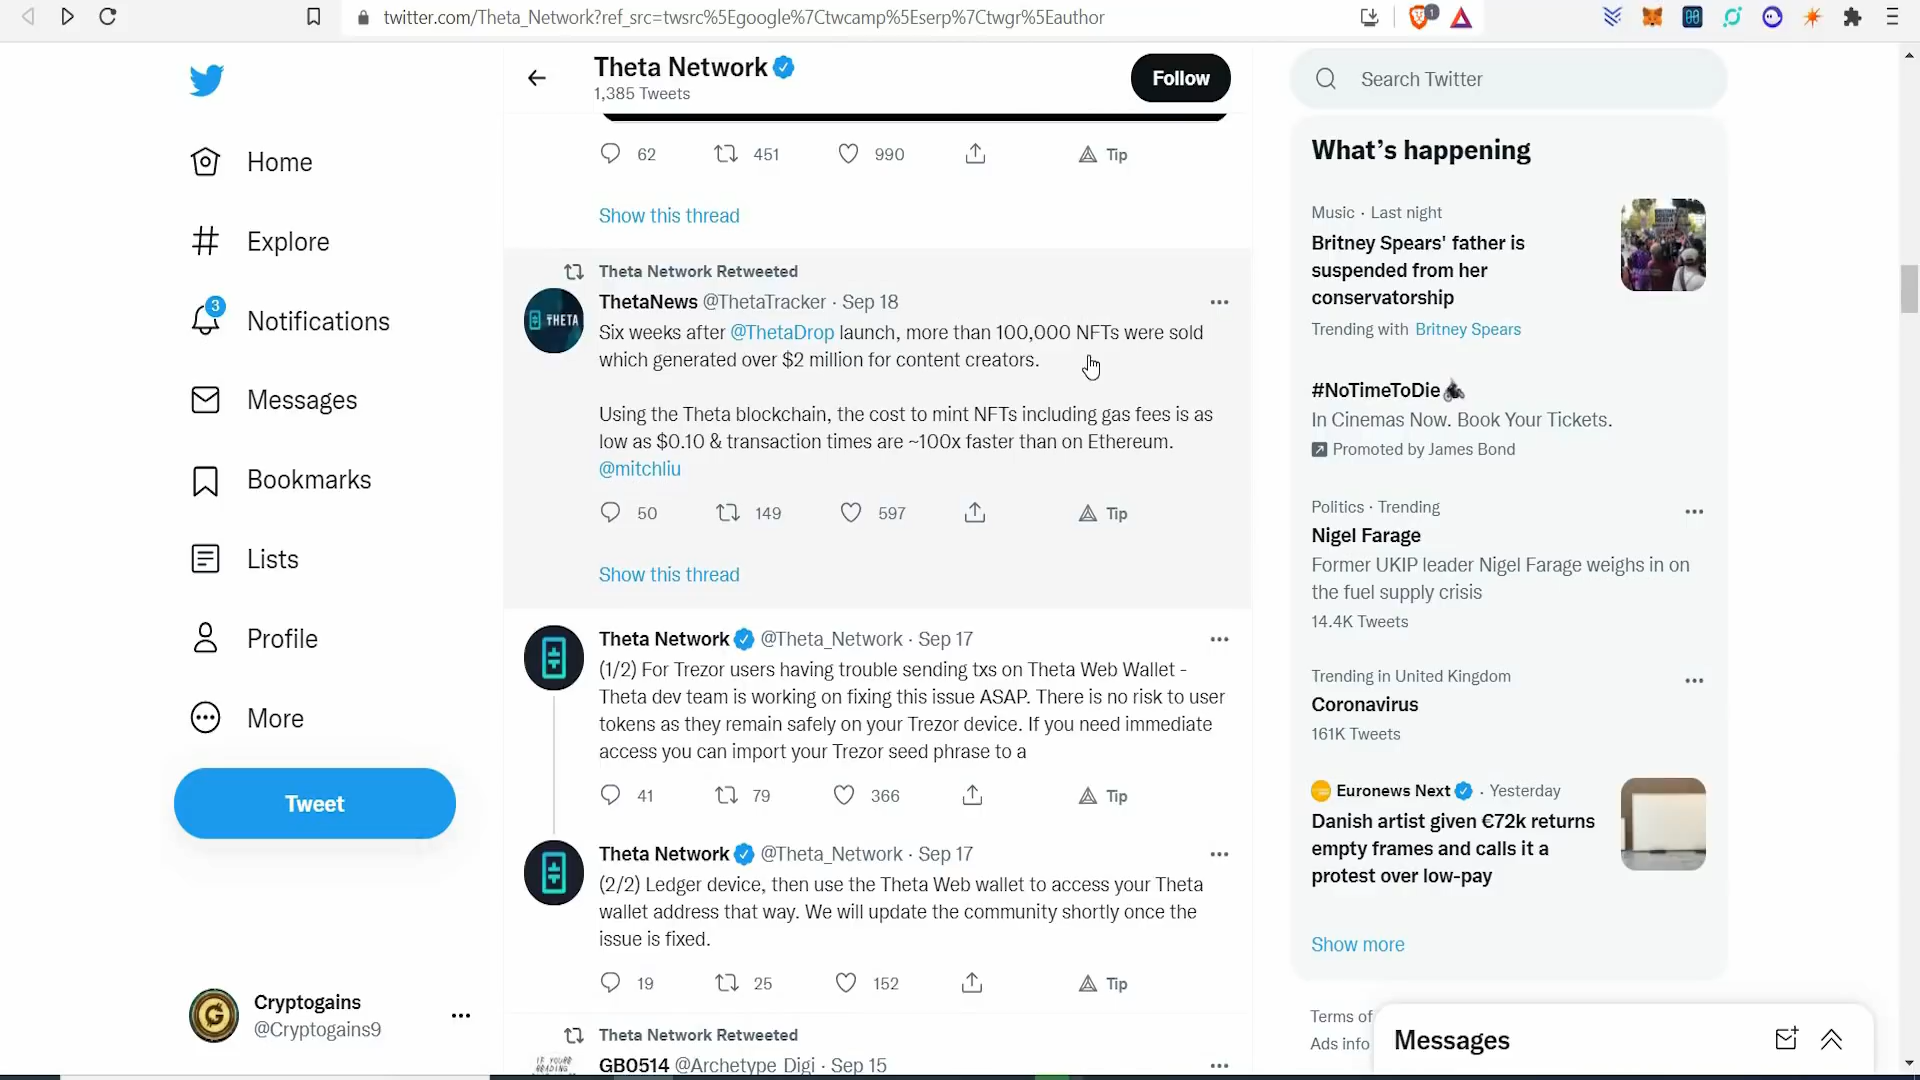 twitter.com/Theta_Network?ref_src=twsrc%5Egoogle%7Ctwcamp%5Eserp%7Ctwgr%5Eauthor
1
Home
Explore
3
Notifications
Messages
Bookmarks
Lists
Profile
More
Tweet
Cryptogains
@Cryptogains9
Theta Network
1,385 Tweets
Follow
62 451 990 Tip
Show this thread
Theta Network Retweeted
THETA
ThetaNews @ThetaTracker · Sep 18
Six weeks after @ThetaDrop launch, more than 100,000 NFTs were sold
which generated over $2 million for content creators.
Using the Theta blockchain, the cost to mint NFTs including gas fees is as
low as $0.10 & transaction times are ~100x faster than on Ethereum.
@mitchliu
50 149 597 Tip
Show this thread
Theta Network @Theta_Network · Sep 17
(1/2) For Trezor users having trouble sending txs on Theta Web Wallet -
Theta dev team is working on fixing this issue ASAP. There is no risk to user
tokens as they remain safely on your Trezor device. If you need immediate
access you can import your Trezor seed phrase to a
41 79 366 Tip
Theta Network @Theta_Network · Sep 17
(2/2) Ledger device, then use the Theta Web wallet to access your Theta
wallet address that way. We will update the community shortly once the
issue is fixed.
19 25 152 Tip
Theta Network Retweeted
IF YOU'RE
READING
GB0514 @Archetype_Digi · Sep 15
Search Twitter
What's happening
Music · Last night
Britney Spears' father is
suspended from her
conservatorship
Trending with Britney Spears
#NoTimeToDie
In Cinemas Now. Book Your Tickets.
Promoted by James Bond
Politics · Trending
Nigel Farage
Former UKIP leader Nigel Farage weighs in on
the fuel supply crisis
14.4K Tweets
Trending in United Kingdom
Coronavirus
161K Tweets
Euronews Next · Yesterday
Danish artist given €72k returns
empty frames and calls it a
protest over low-pay
Show more
Terms of
Ads info
Messages